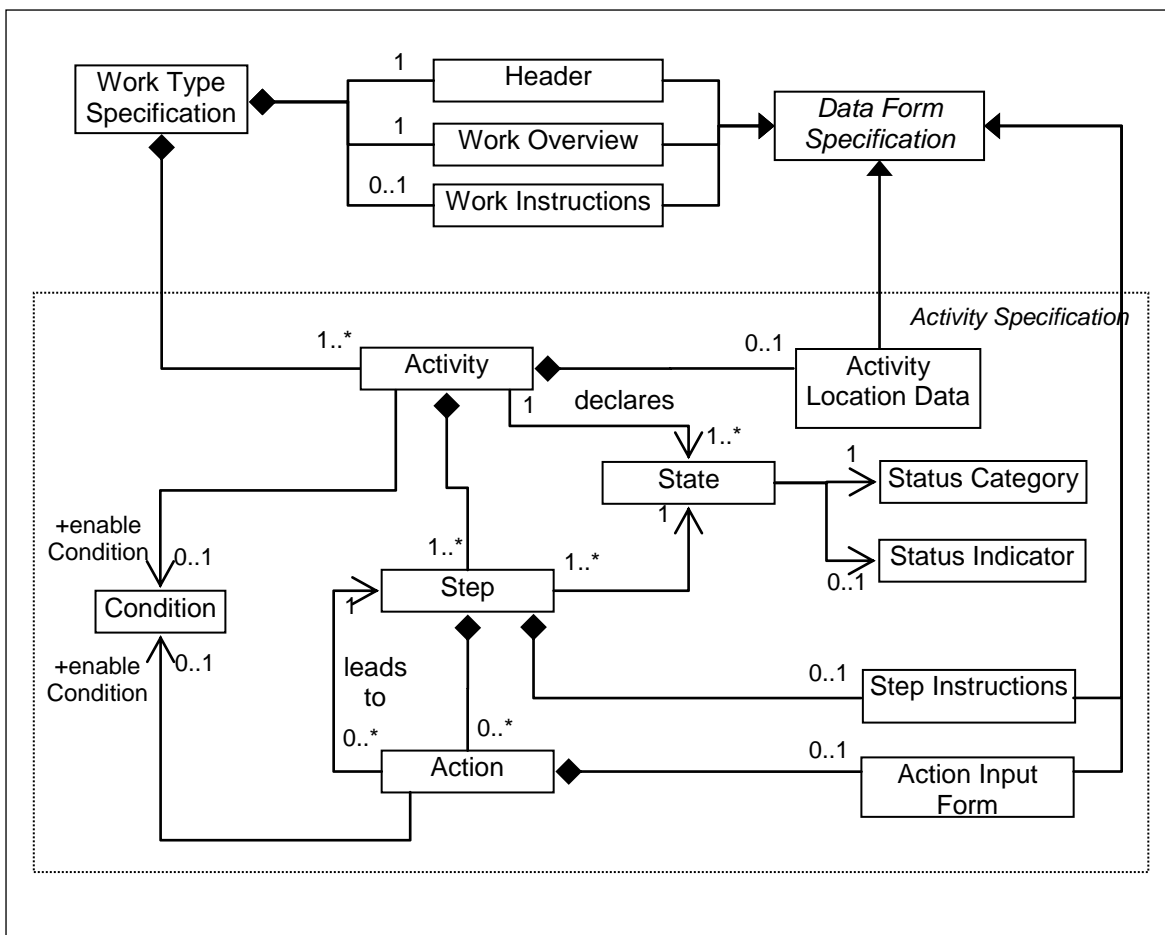 Work Type
Specification
1
Header
1
Work Overview
0..1
Work Instructions
Data Form
Specification
Activity Specification
1..*
Activity
0..1
Activity
Location Data
1
declares
1..*
State
1
1
Status Category
0..1
Status Indicator
+enable
Condition
0..1
Condition
+enable
Condition
0..1
1..*
Step
1..*
1
leads
to
0..*
0..*
Action
0..1
Step Instructions
0..1
Action Input
Form